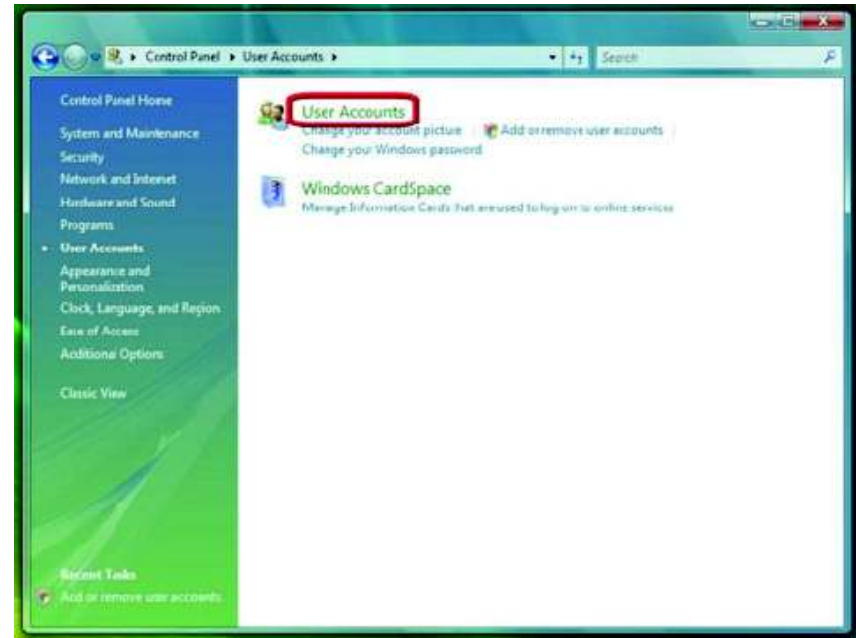 Control Panel ▸ User Accounts ▸
Search
Control Panel Home
System and Maintenance
Security
Network and Internet
Hardware and Sound
Programs
User Accounts
Appearance and
Personalization
Clock, Language, and Region
Ease of Access
Additional Options
Classic View
Recent Tasks
Add or remove user accounts
User Accounts
Change your account picture
Add or remove user accounts
Change your Windows password
Windows CardSpace
Manage Information Cards that are used to log on to online services